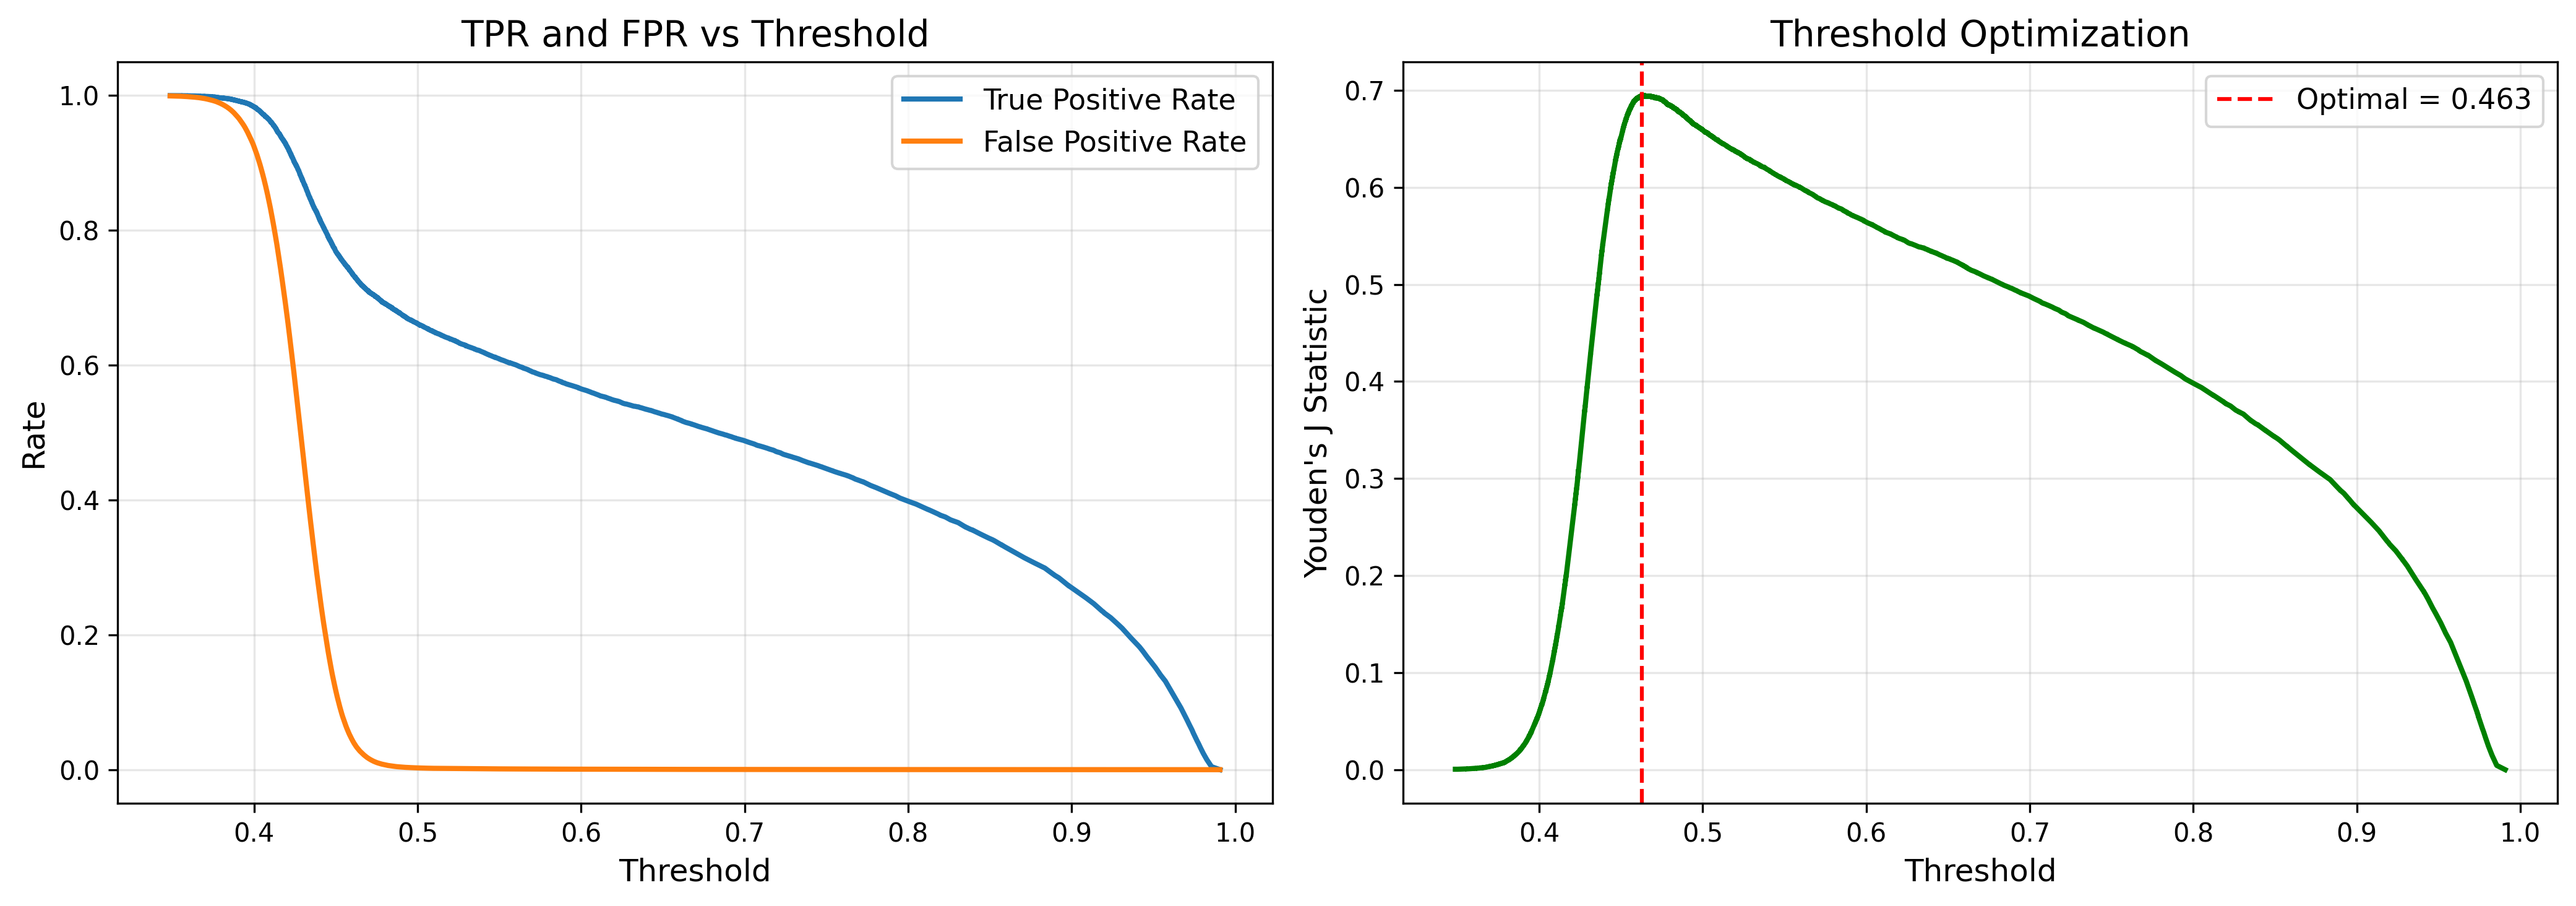 TPR and FPR vs Threshold
True Positive Rate
False Positive Rate
Rate
1.0
0.8
0.6
0.4
0.2
0.0
0.4 0.5 0.6 0.7 0.8 0.9 1.0
Threshold
Threshold Optimization
Optimal = 0.463
Youden's J Statistic
0.7
0.6
0.5
0.4
0.3
0.2
0.1
0.0
0.4 0.5 0.6 0.7 0.8 0.9 1.0
Threshold